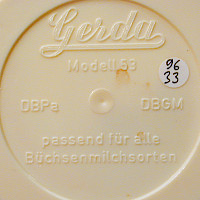 Gerda
Modell 53
96
33
DBPa DBGM
passend für alle
Büchsenmilchsorten